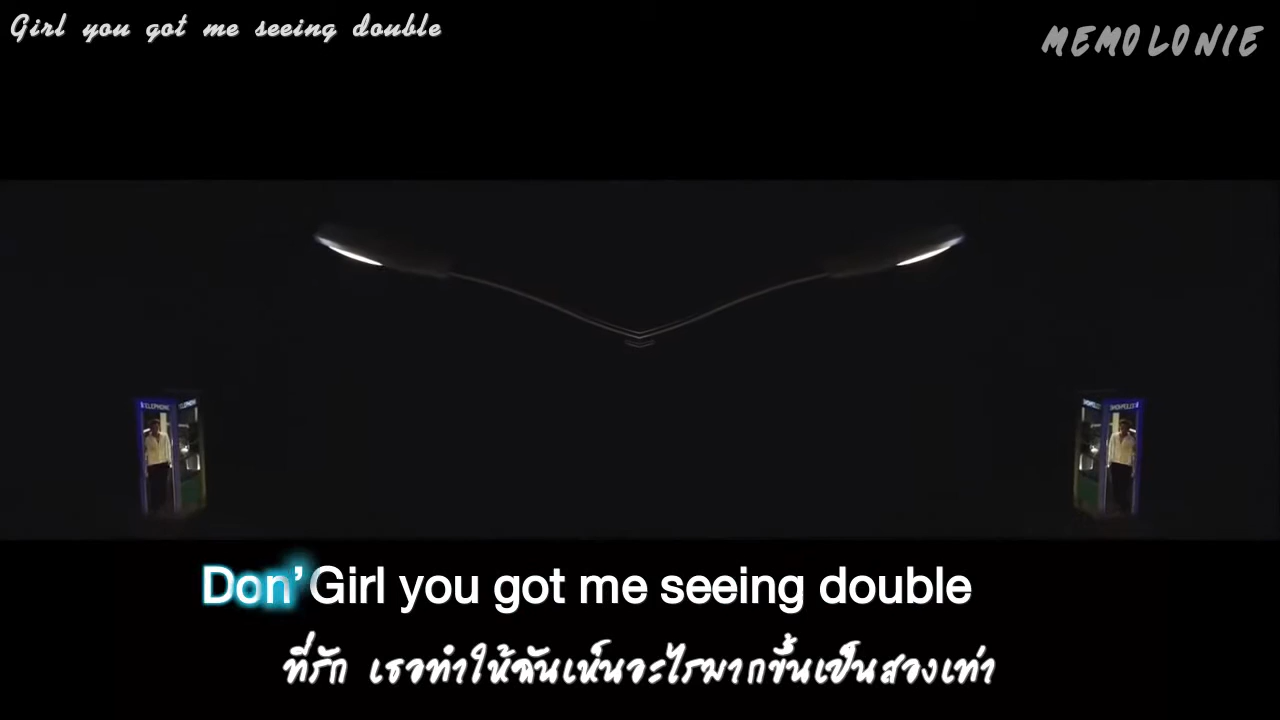 Girl you got me seeing double
MEMOLONIE
TELEPHONE
Don' Girl you got me seeing double
ที่รัก เธอทำให้ฉันเห็นอะไรมากขึ้นเป็นสองเท่า